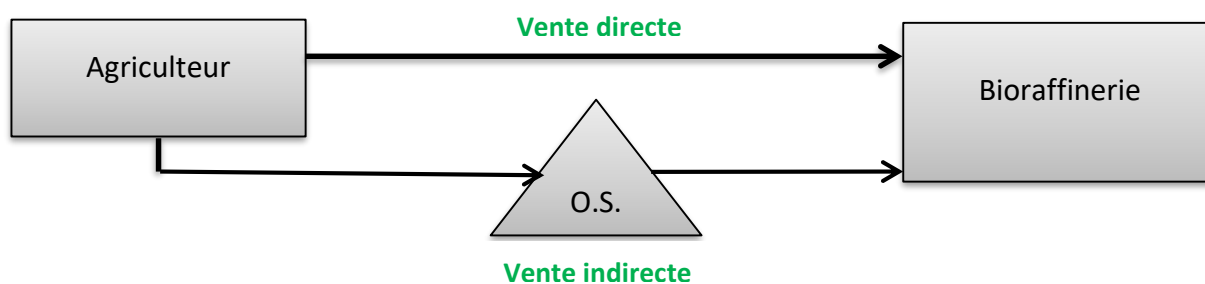 Vente directe
Agriculteur
Bioraffinerie
O.S.
Vente indirecte